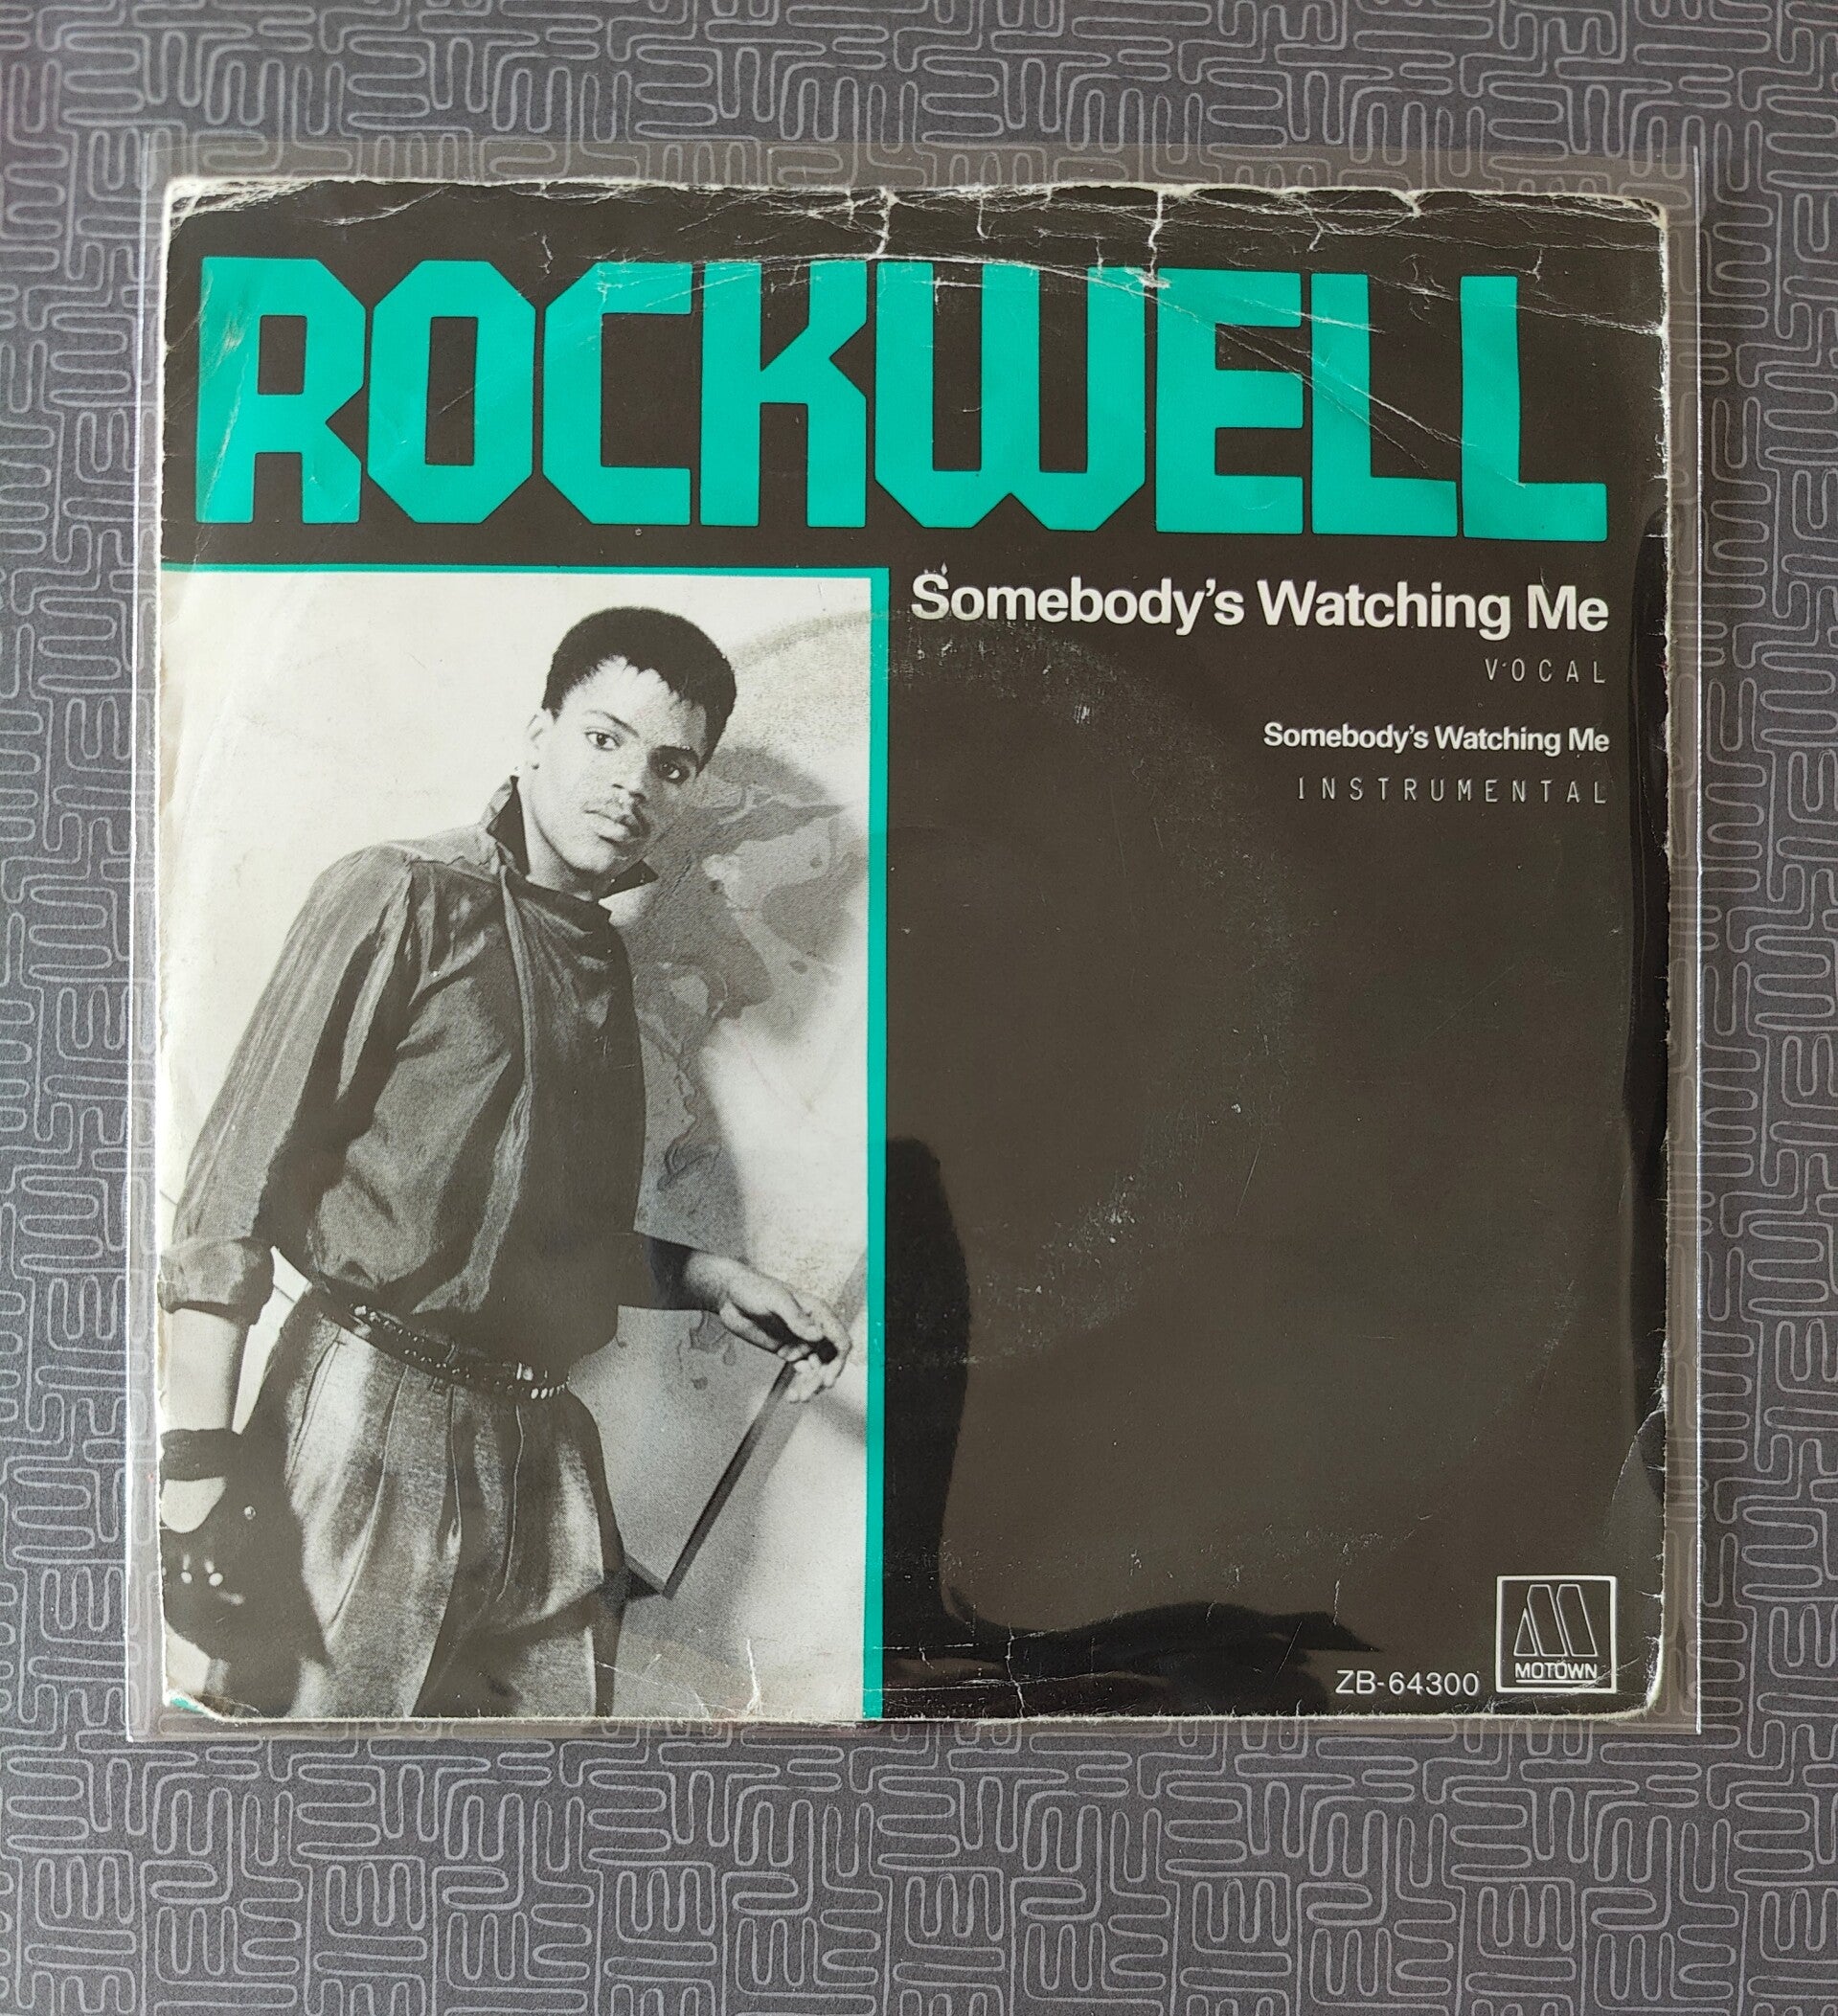 ROCKWELL
Somebody's Watching Me
VOCAL
Somebody's Watching Me
INSTRUMENTAL
ZB-64300
MOTOWN